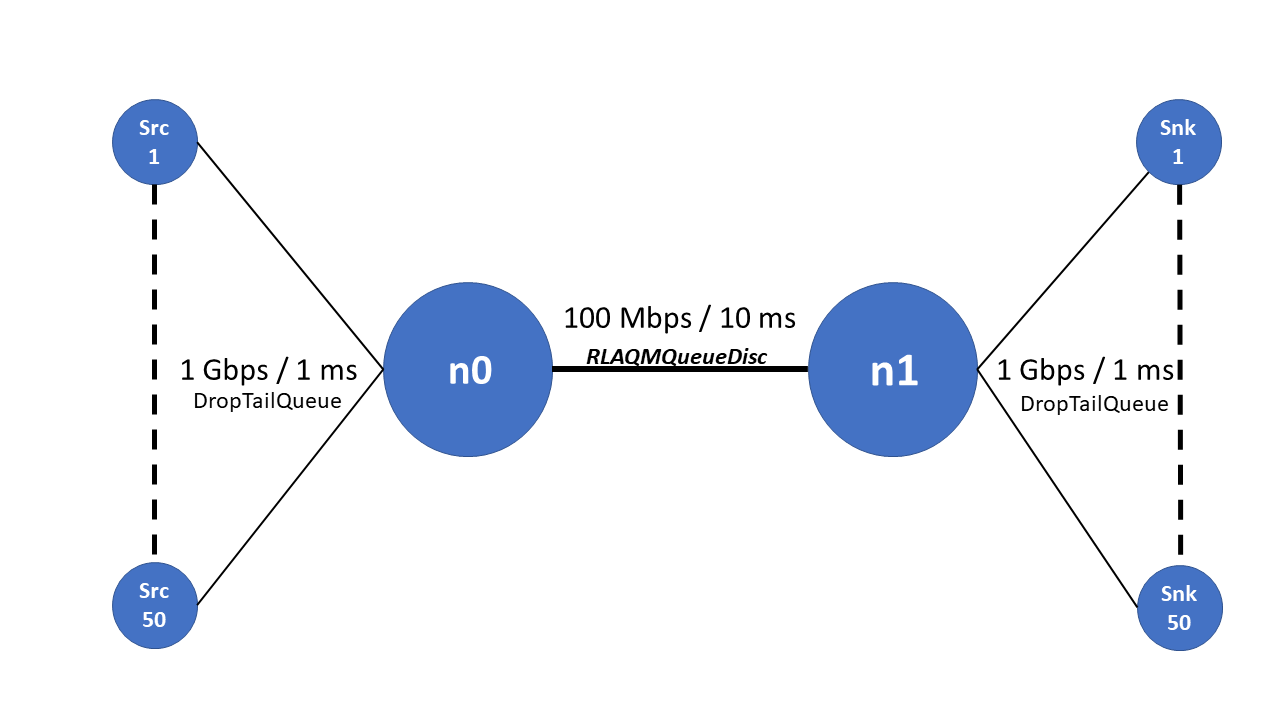 Src
1
Snk
1
100 Mbps / 10 ms
RLAQMQueueDisc
1 Gbps / 1 ms
DropTailQueue
n0
n1
1 Gbps / 1 ms
DropTailQueue
Src
50
Snk
50